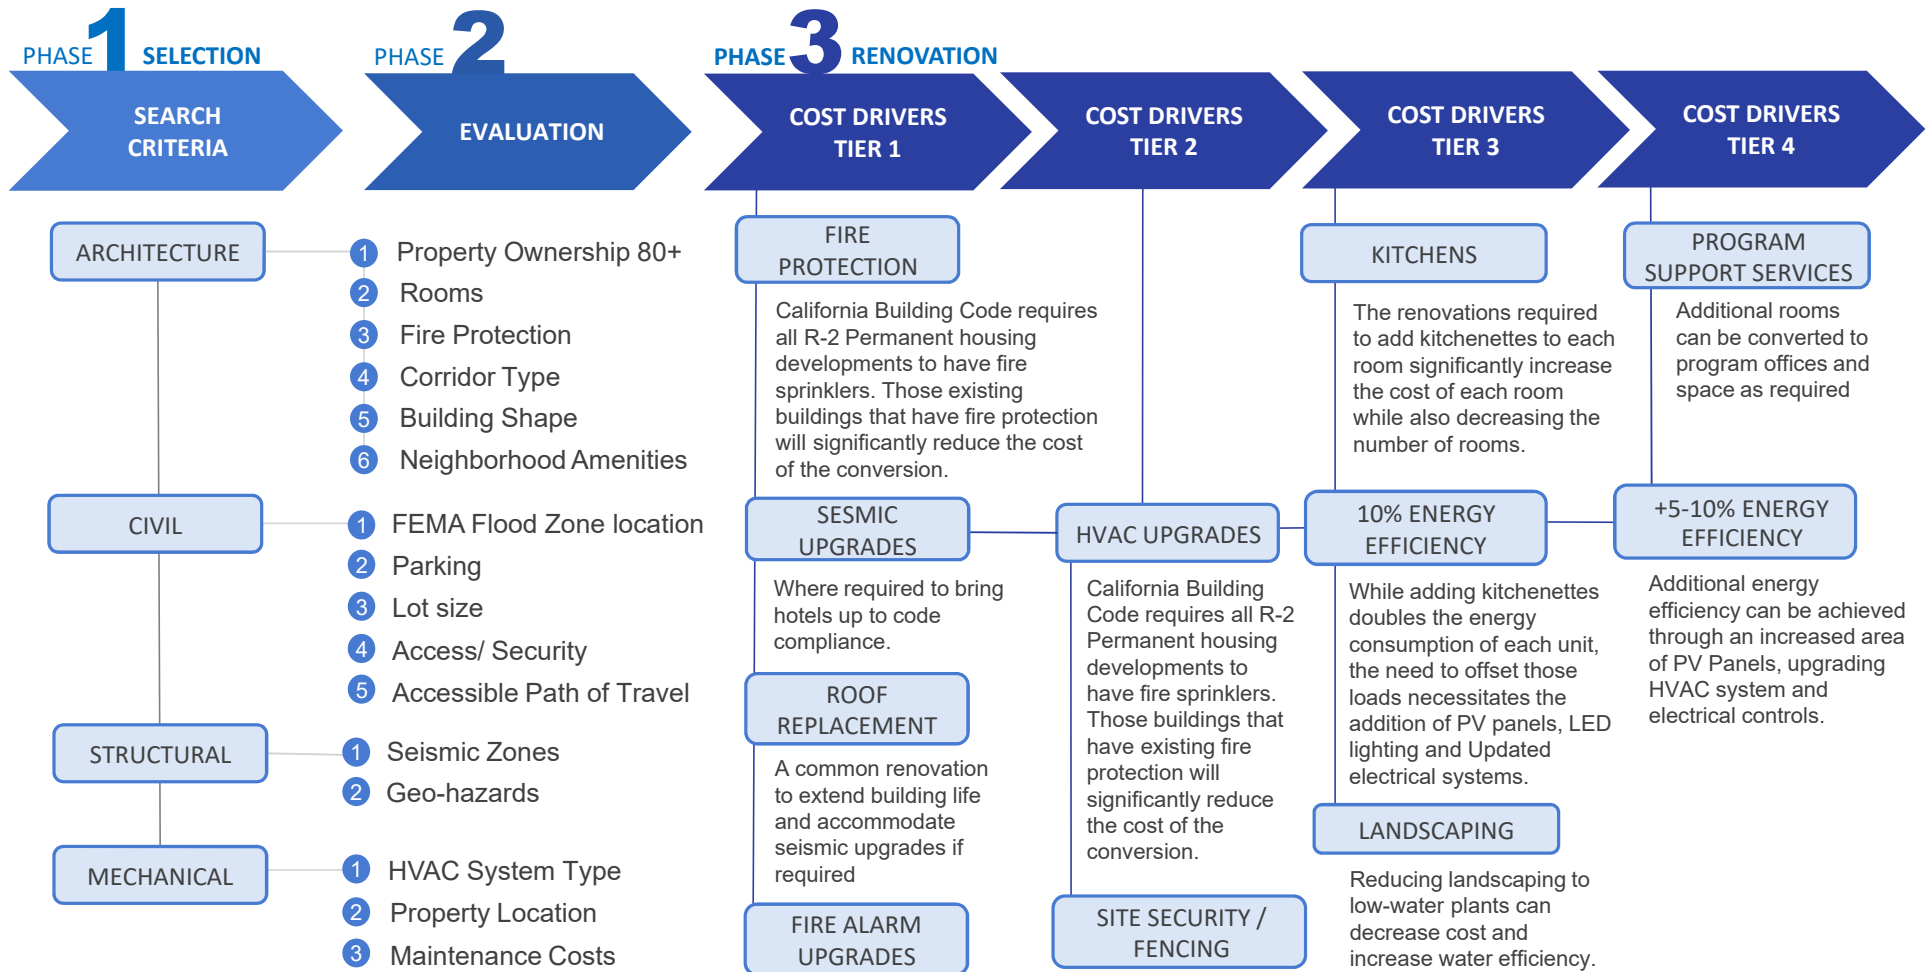 PHASE 1 SELECTION
SEARCH
CRITERIA
PHASE 2
EVALUATION
PHASE 3 RENOVATION
COST DRIVERS
TIER 1
COST DRIVERS
TIER 2
COST DRIVERS
TIER 3
COST DRIVERS
TIER 4
ARCHITECTURE
1 Property Ownership 80+
2 Rooms
3 Fire Protection
4 Corridor Type
5 Building Shape
6 Neighborhood Amenities
CIVIL
1 FEMA Flood Zone location
2 Parking
3 Lot size
4 Access/ Security
5 Accessible Path of Travel
STRUCTURAL
1 Seismic Zones
2 Geo-hazards
MECHANICAL
1 HVAC System Type
2 Property Location
3 Maintenance Costs
FIRE
PROTECTION
California Building Code requires
all R-2 Permanent housing
developments to have fire
sprinklers. Those existing
buildings that have fire protection
will significantly reduce the cost
of the conversion.
SESMIC
UPGRADES
Where required to bring
hotels up to code
compliance.
ROOF
REPLACEMENT
A common renovation
to extend building life
and accommodate
seismic upgrades if
required
FIRE ALARM
UPGRADES
HVAC UPGRADES
California Building
Code requires all R-2
Permanent housing
developments to
have fire sprinklers.
Those buildings that
have existing fire
protection will
significantly reduce
the cost of the
conversion.
SITE SECURITY /
FENCING
KITCHENS
The renovations required
to add kitchenettes to each
room significantly increase
the cost of each room
while also decreasing the
number of rooms.
10% ENERGY
EFFICIENCY
While adding kitchenettes
doubles the energy
consumption of each unit,
the need to offset those
loads necessitates the
addition of PV panels, LED
lighting and Updated
electrical systems.
LANDSCAPING
Reducing landscaping to
low-water plants can
decrease cost and
increase water efficiency.
PROGRAM
SUPPORT SERVICES
Additional rooms
can be converted to
program offices and
space as required
+5-10% ENERGY
EFFICIENCY
Additional energy
efficiency can be achieved
through an increased area
of PV Panels, upgrading
HVAC system and
electrical controls.